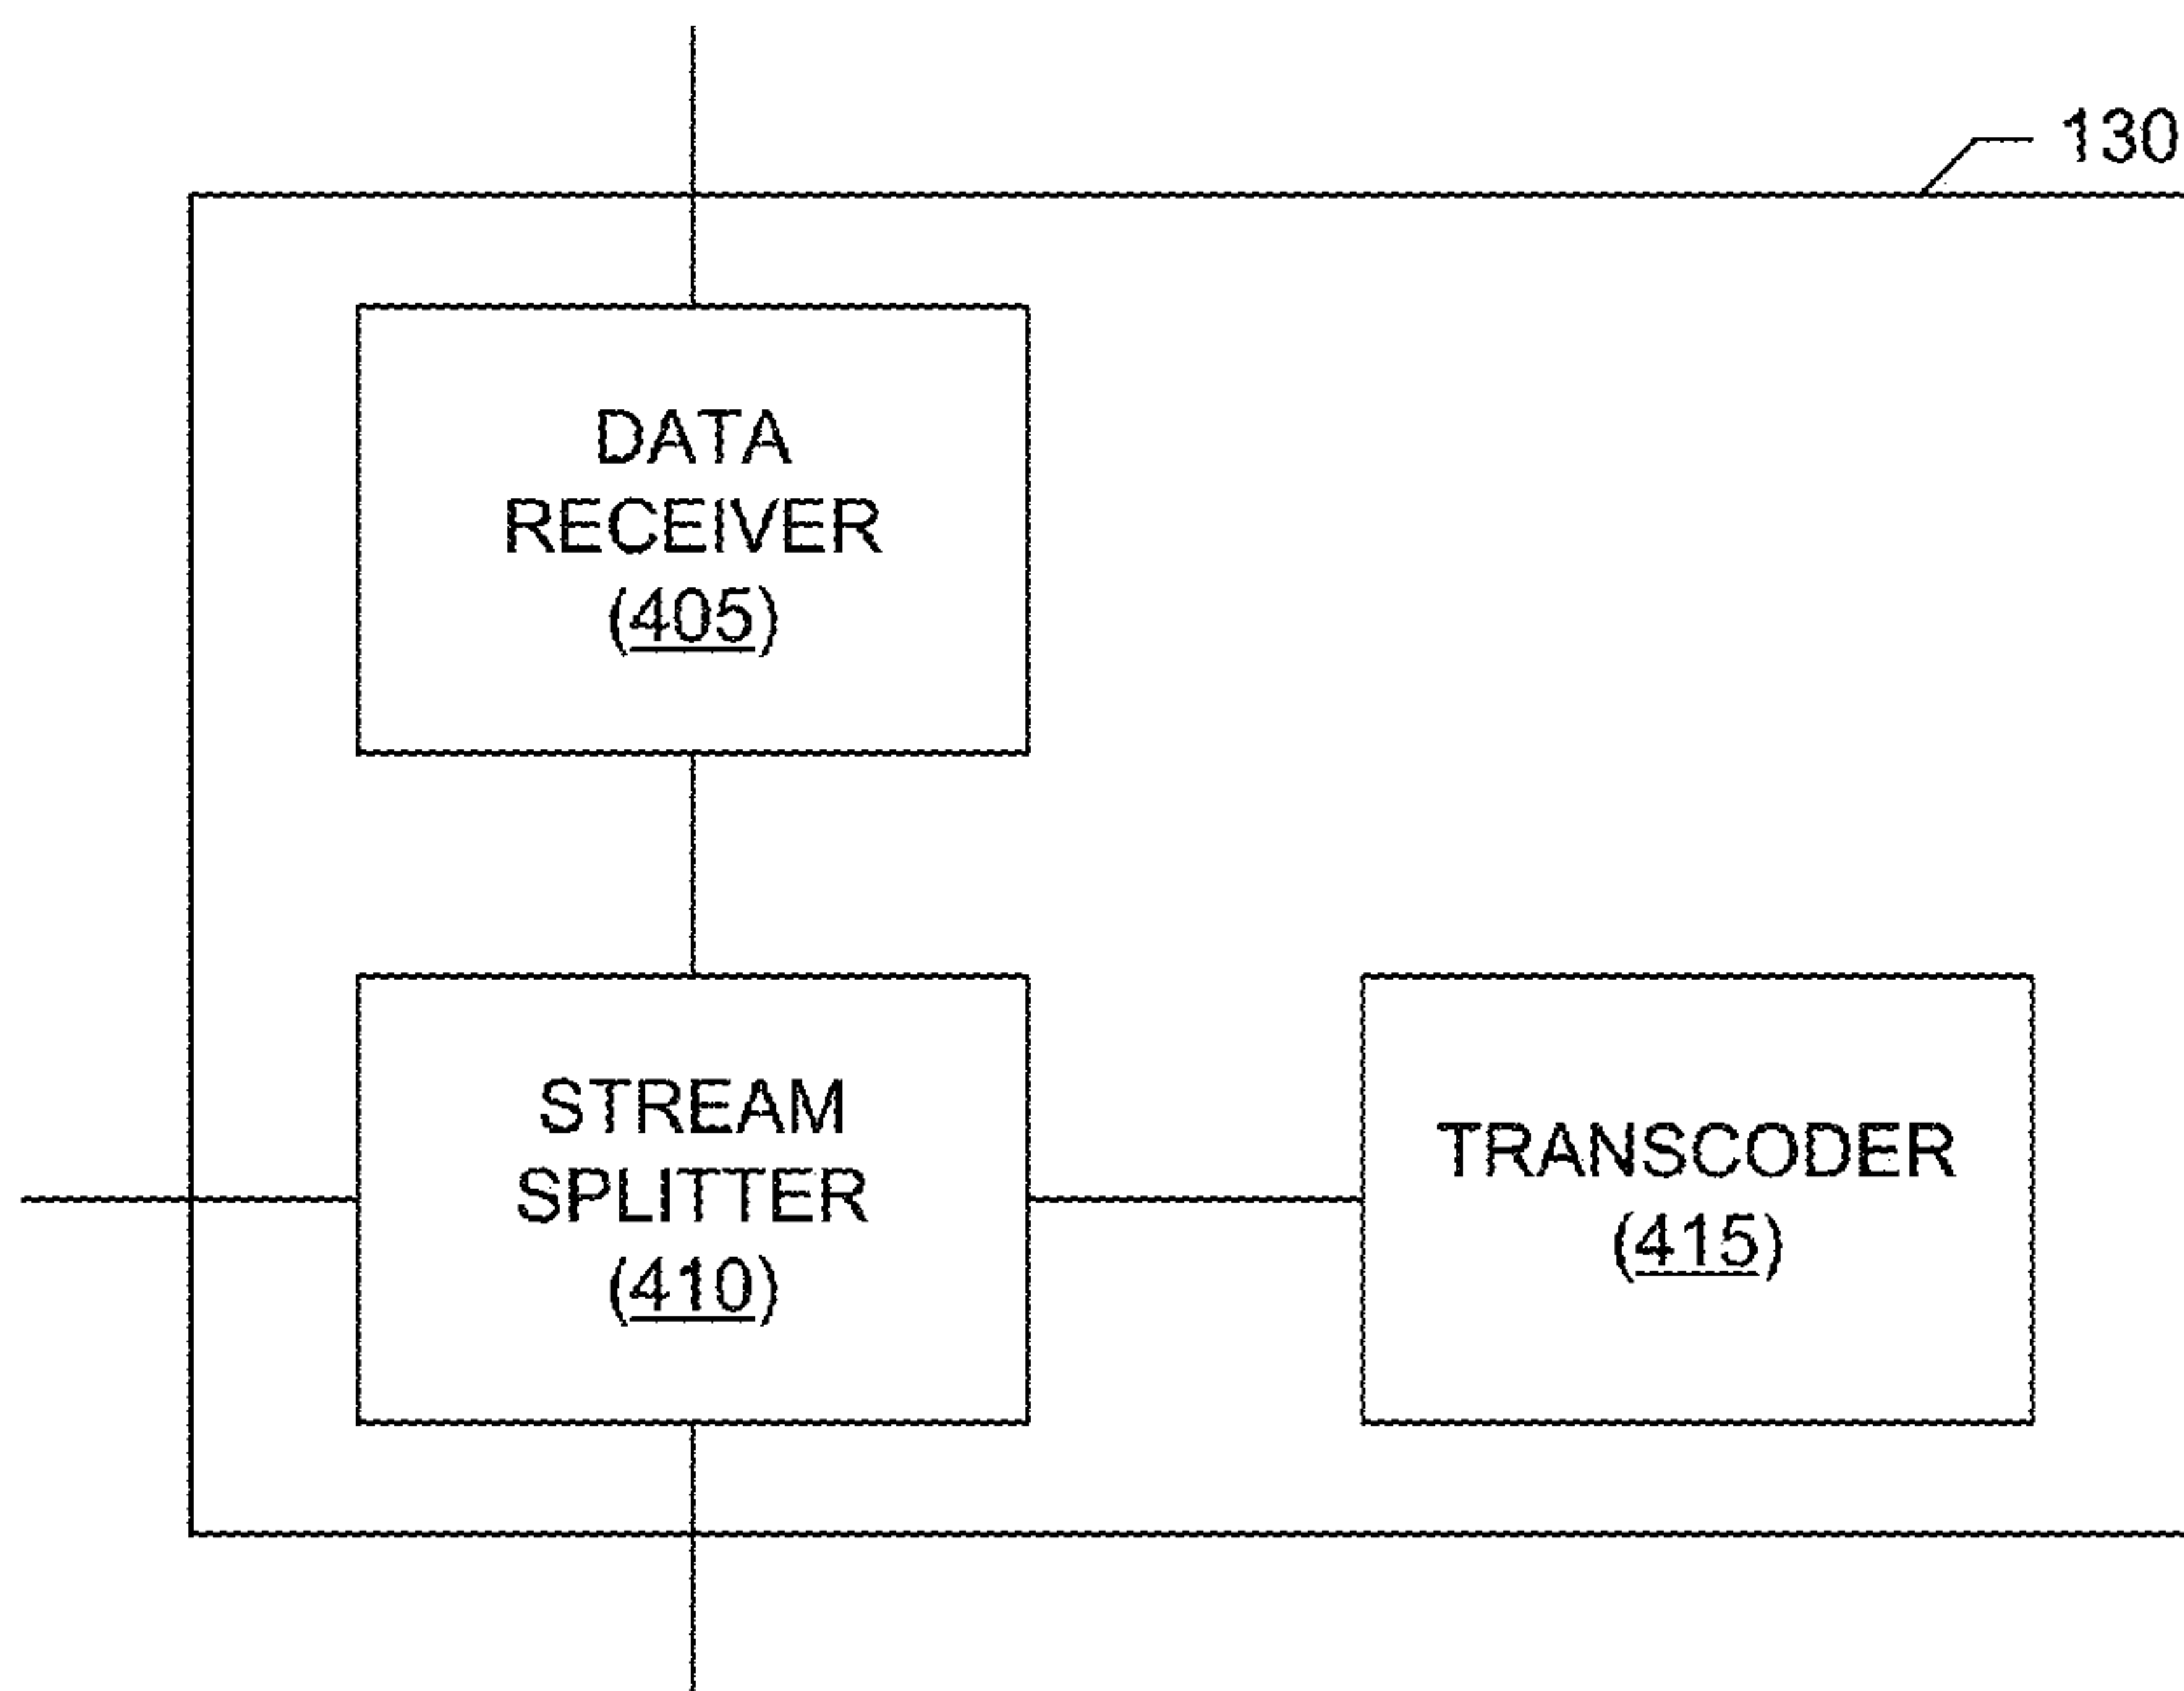 130
DATA
RECEIVER
(405)
STREAM
SPLITTER
(410)
TRANSCODER
(415)